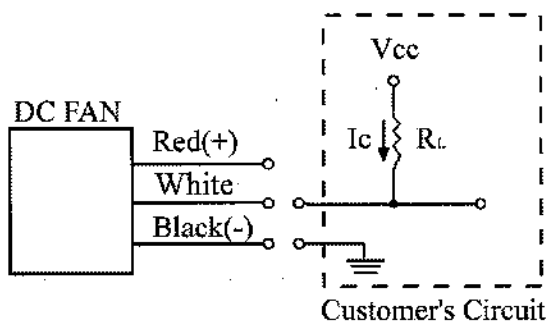 Vcc
DC FAN
Red(+)
Ic
RL
White
Black(-)
Customer's Circuit